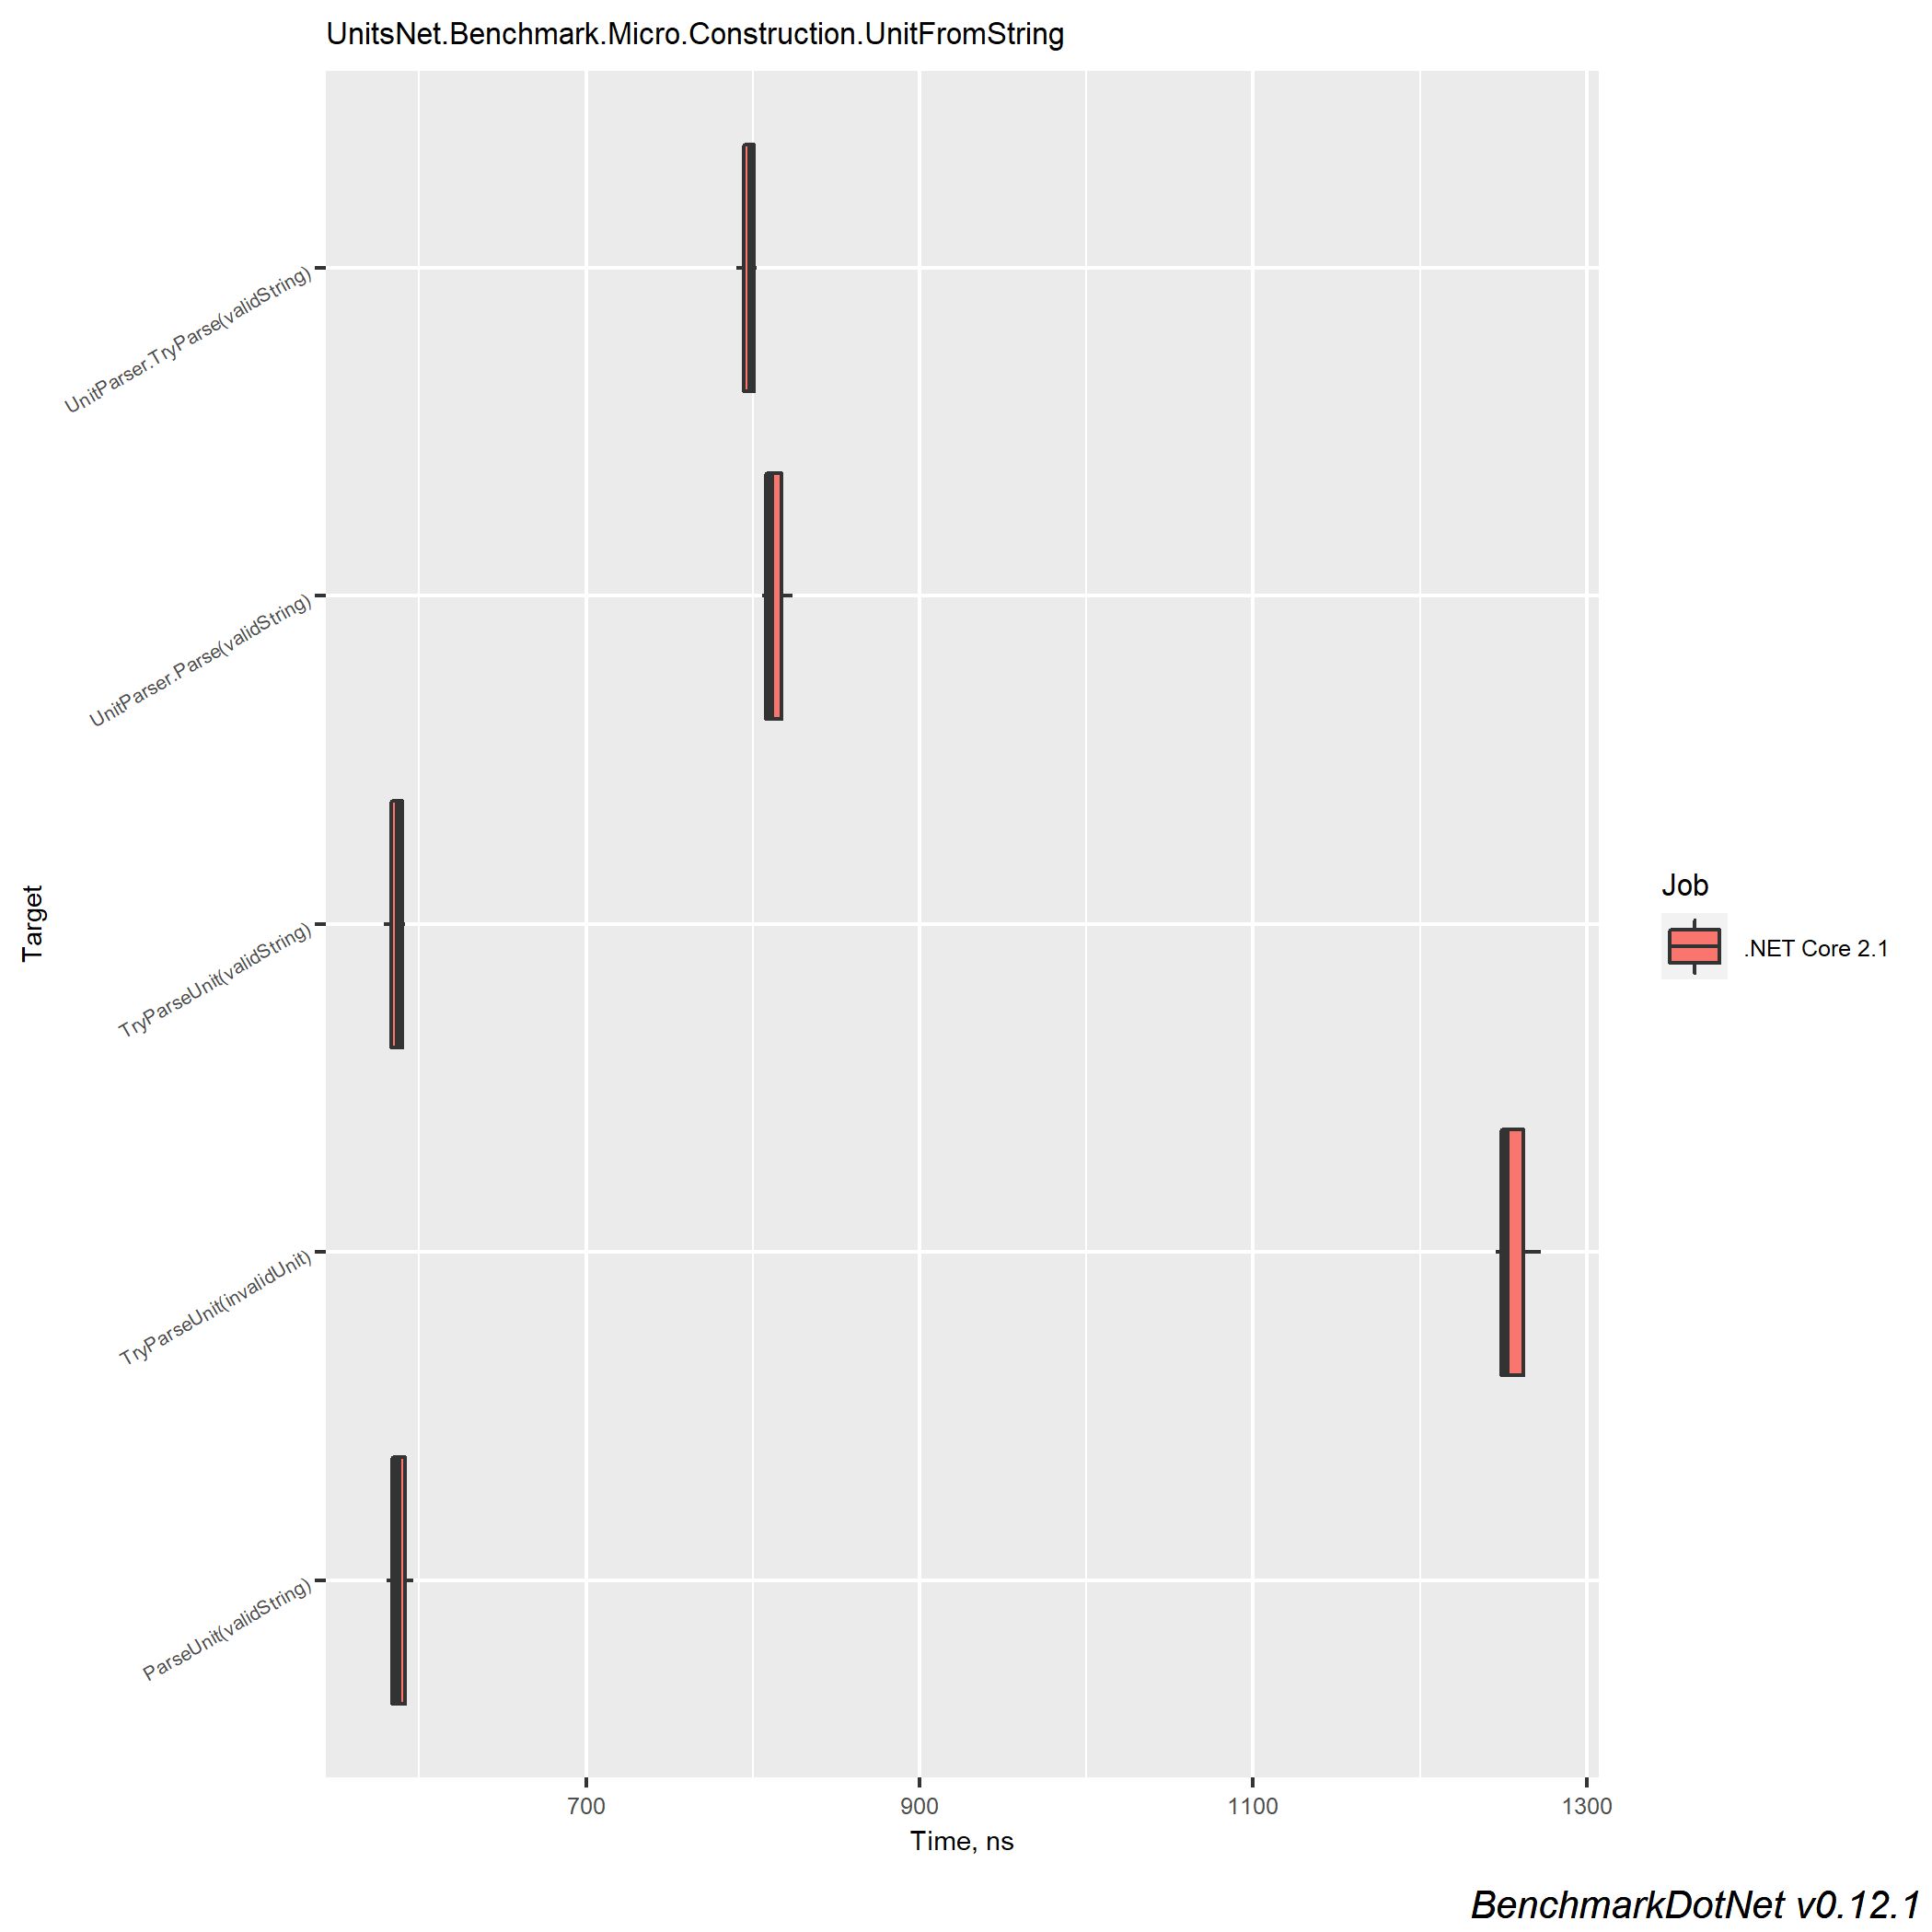 UnitsNet.Benchmark.Micro.Construction.UnitFromString
UnitParser.TryParse(validString)
UnitParser.Parse(validString)
TryParseUnit(validString)
TryParseUnit(invalidUnit)
ParseUnit(validString)
Target
700 900 1100 1300
Time, ns
Job
.NET Core 2.1
BenchmarkDotNet v0.12.1